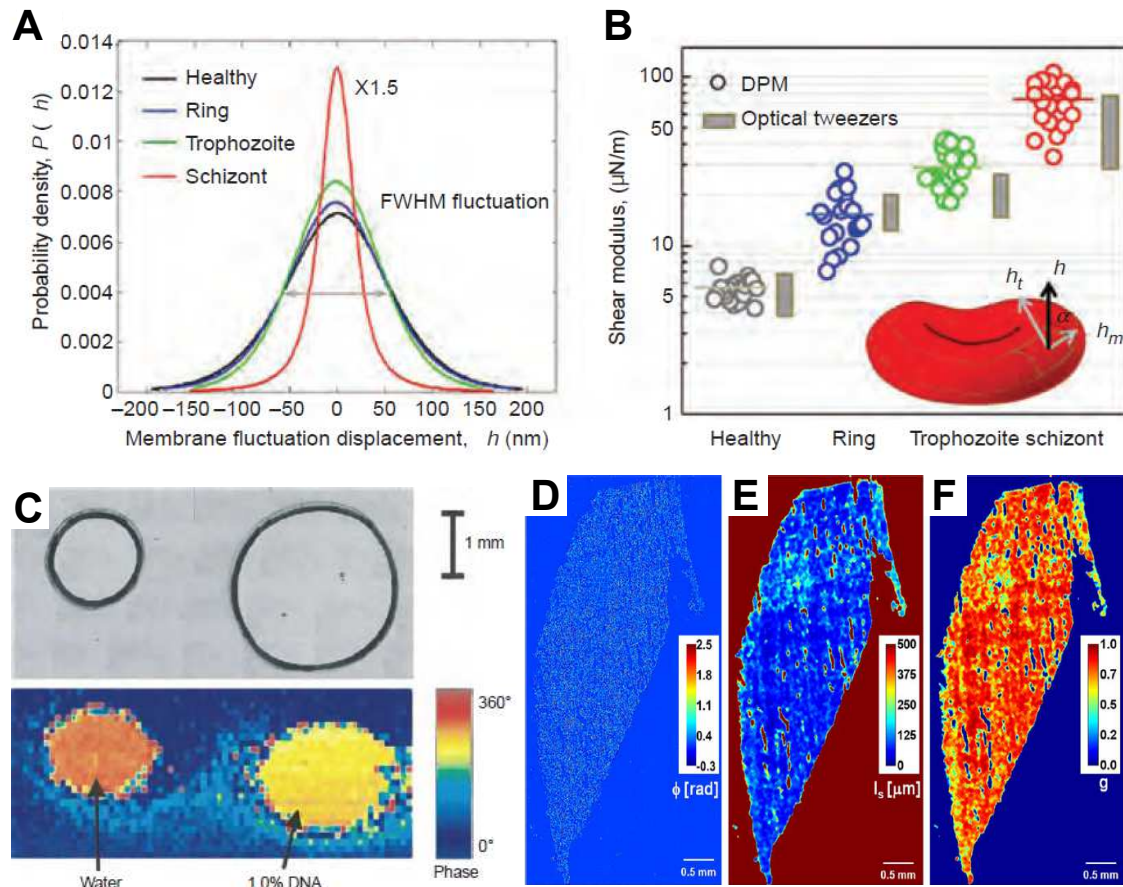 A
0.014
0.012
0.01
0.008
0.006
0.004
0.002
0
Probability density, P ( h)
Healthy
Ring
Trophozoite
Schizont
X1.5
FWHM fluctuation
−200 −150 −100 −50 0 50 100 150 200
Membrane fluctuation displacement, h (nm)
B
100
50
10
5
1
Shear modulus, (µN/m)
DPM
Optical tweezers
h
ht
α
hm
Healthy Ring Trophozoite schizont
C
1 mm
360°
0°
Phase
Water
1.0% DNA
D
2.5
1.8
1.1
0.4
-0.3
ϕ [rad]
0.5 mm
E
500
375
250
125
0
ls [µm]
0.5 mm
F
1.0
0.7
0.5
0.2
0.0
g
0.5 mm